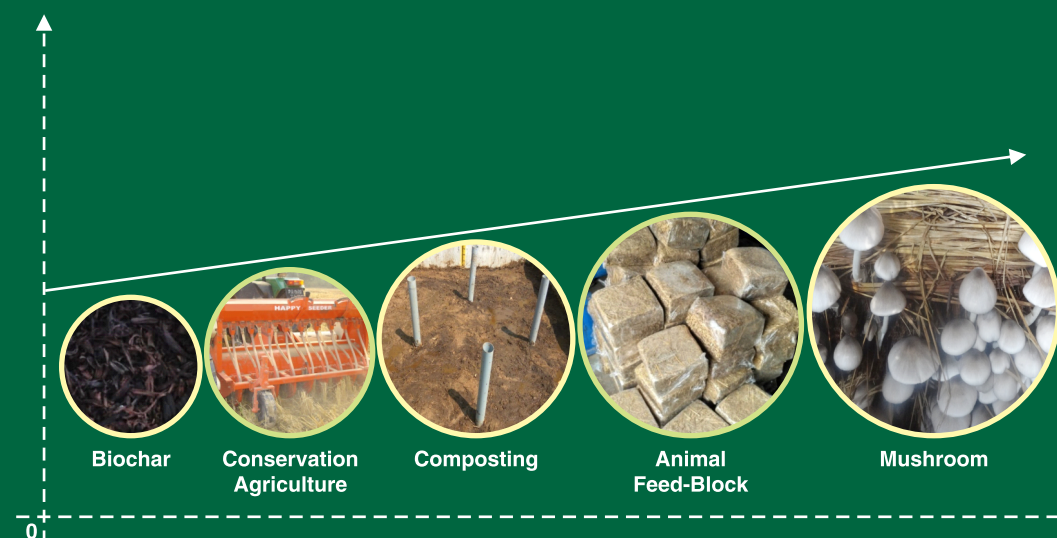 HAPPY SEEDER
Biochar
Conservation
Agriculture
Composting
Animal
Feed-Block
Mushroom
0